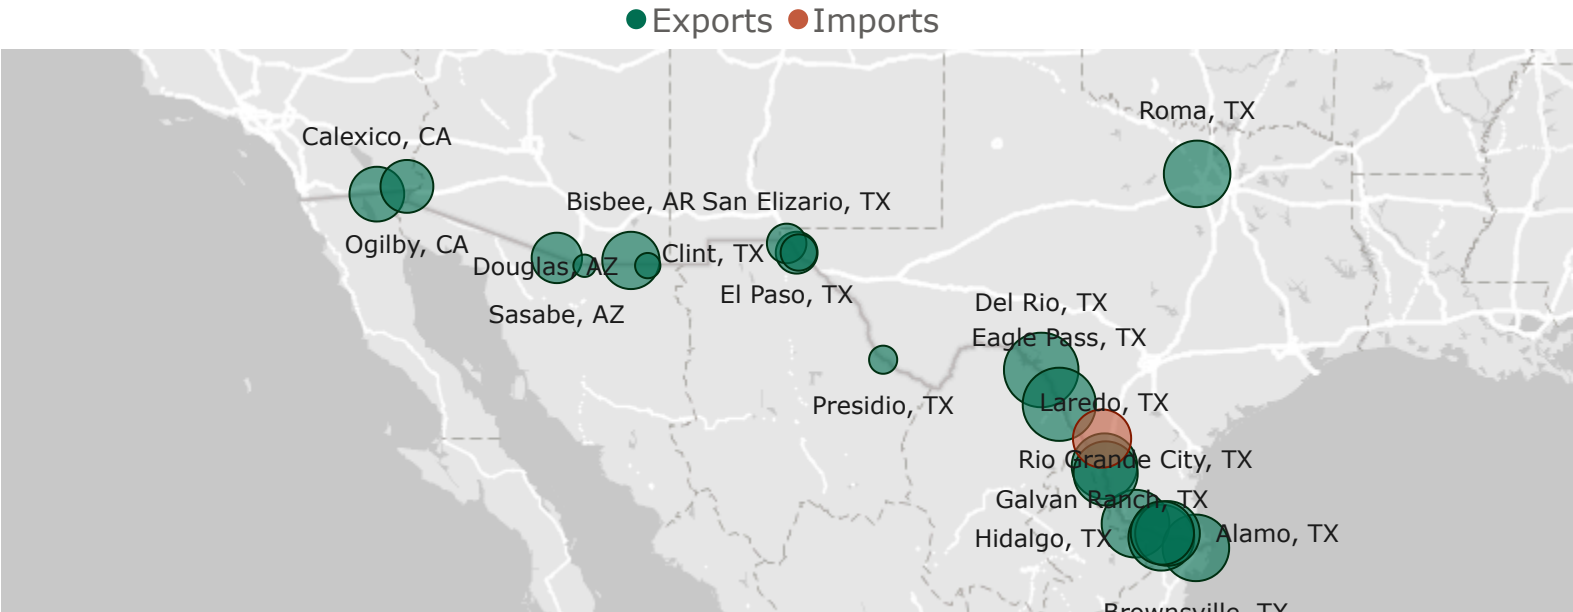 Exports Imports
Roma, TX
Calexico, CA
Bisbee, AR San Elizario, TX
Ogilby, CA
Clint, TX
Douglas, AZ
El Paso, TX
Del Rio, TX
Sasabe, AZ
Eagle Pass, TX
Laredo, TX
Presidio, TX
Rio Grande City, TX
Galvan Ranch, TX
Alamo, TX
Hidalgo, TX
Brownsville, TX